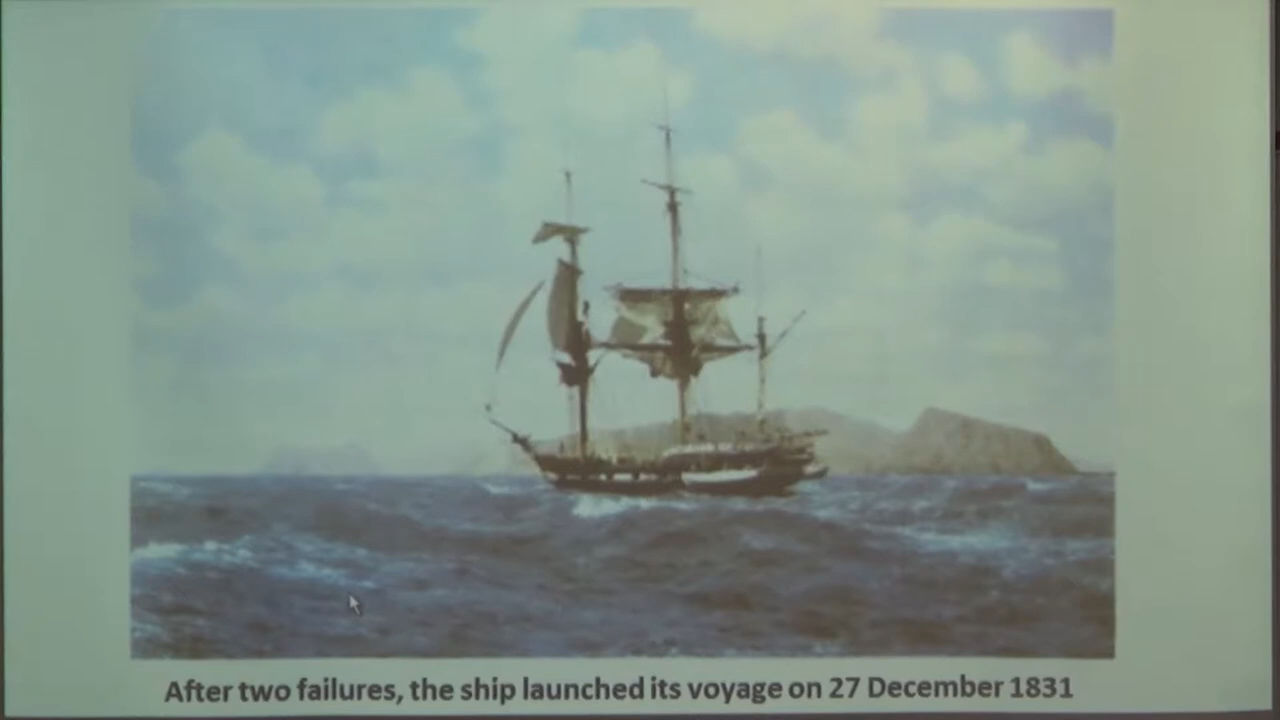 After two failures, the ship launched its voyage on 27 December 1831